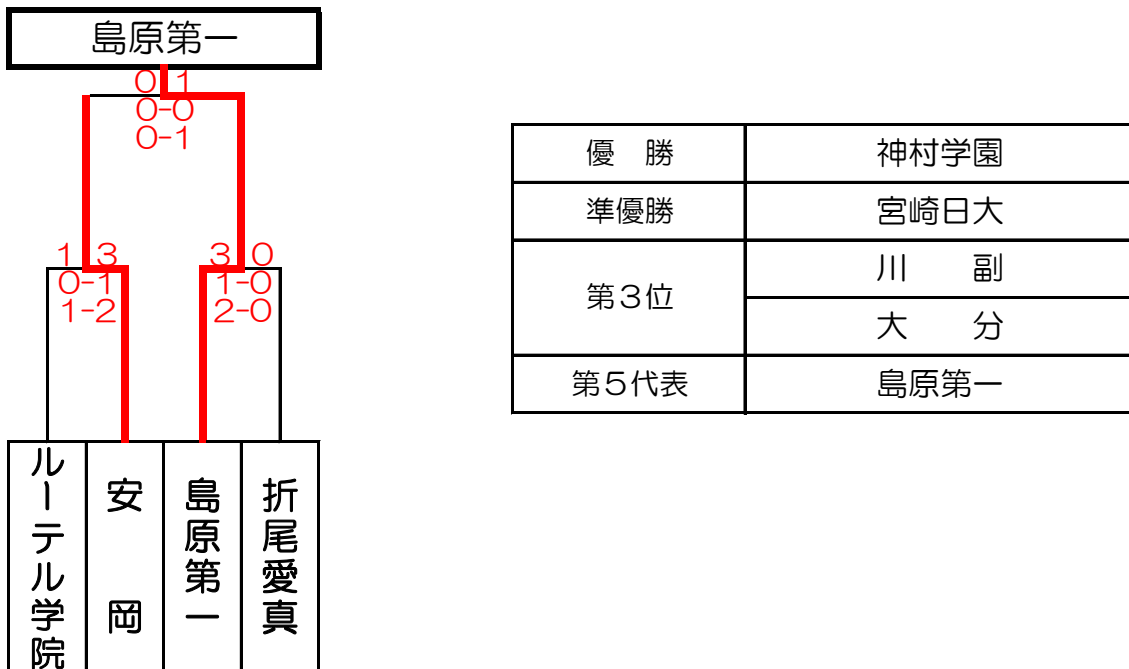 島原第一
0 1
0-0
0-1
1 3
0-1
1-2
3 0
1-0
2-0
ルーテル学院
安 岡
島原第一
折尾愛真
優 勝 神村学園
準優勝 宮崎日大
第3位 川 副
大 分
第5代表 島原第一